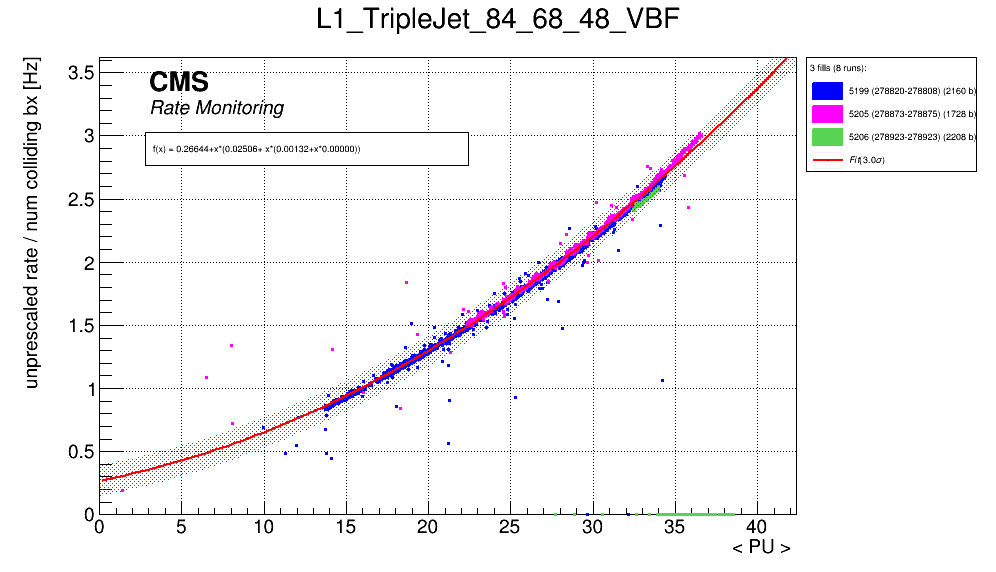 L1_TripleJet_84_68_48_VBF
unprescaled rate / num colliding bx [Hz]
CMS
Rate Monitoring
f(x) = 0.26644+x*(0.02506+ x*(0.00132+x*0.00000))
3.5
3
2.5
2
1.5
1
0.5
0
0 5 10 15 20 25 30 35 40
< PU >
3 fills (8 runs):
5199 (278820-278808) (2160 b)
5205 (278873-278875) (1728 b)
5206 (278923-278923) (2208 b)
Fit(3.0σ)